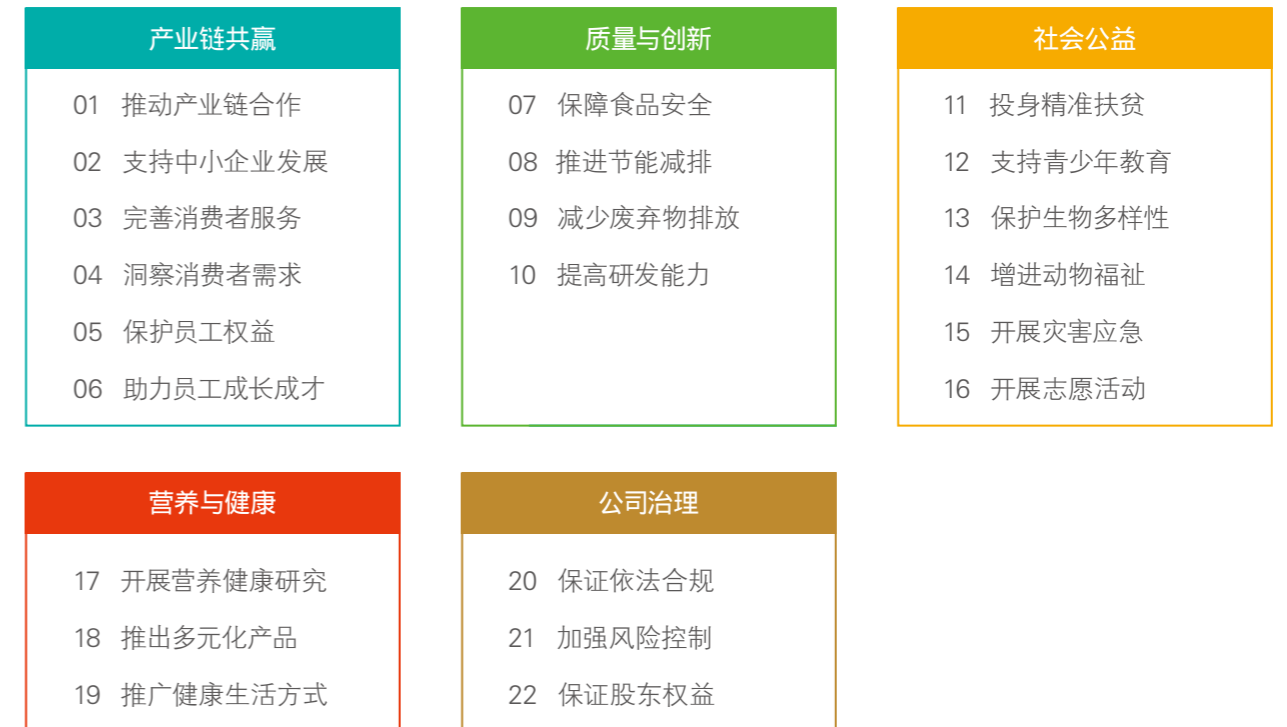 产业链共赢
01 推动产业链合作
02 支持中小企业发展
03 完善消费者服务
04 洞察消费者需求
05 保护员工权益
06 助力员工成长成才
质量与创新
07 保障食品安全
08 推进节能减排
09 减少废弃物排放
10 提高研发能力
社会公益
11 投身精准扶贫
12 支持青少年教育
13 保护生物多样性
14 增进动物福祉
15 开展灾害应急
16 开展志愿活动
营养与健康
17 开展营养健康研究
18 推出多元化产品
19 推广健康生活方式
公司治理
20 保证依法合规
21 加强风险控制
22 保证股东权益